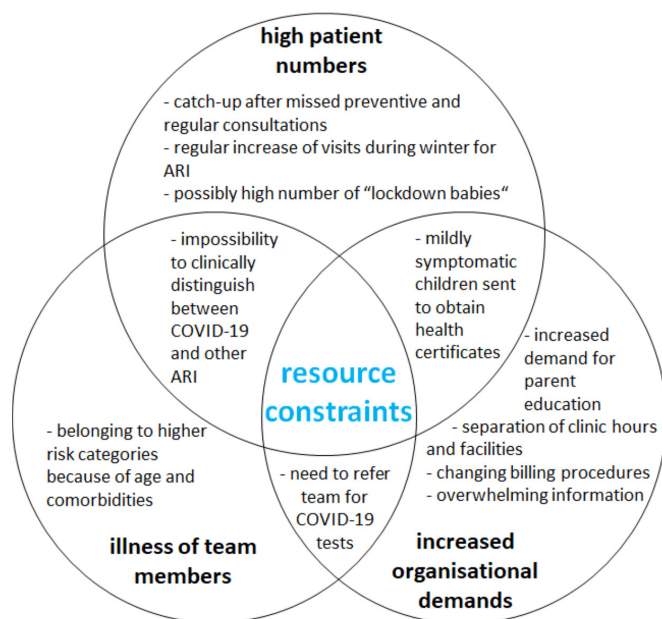 high patient
numbers
- catch-up after missed preventive and
regular consultations
- regular increase of visits during winter for
ARI
- possibly high number of “lockdown babies“
- impossibility
to clinically
distinguish
between
COVID-19
and other
ARI
- mildly
symptomatic
children sent
to obtain
health
certificates
resource
constraints
- increased
demand for
parent
education
- separation of clinic hours
and facilities
- changing billing procedures
- overwhelming information
- belonging to higher
risk categories
because of age and
comorbidities
- need to refer
team for
COVID-19
tests
illness of team
members
increased
organisational
demands